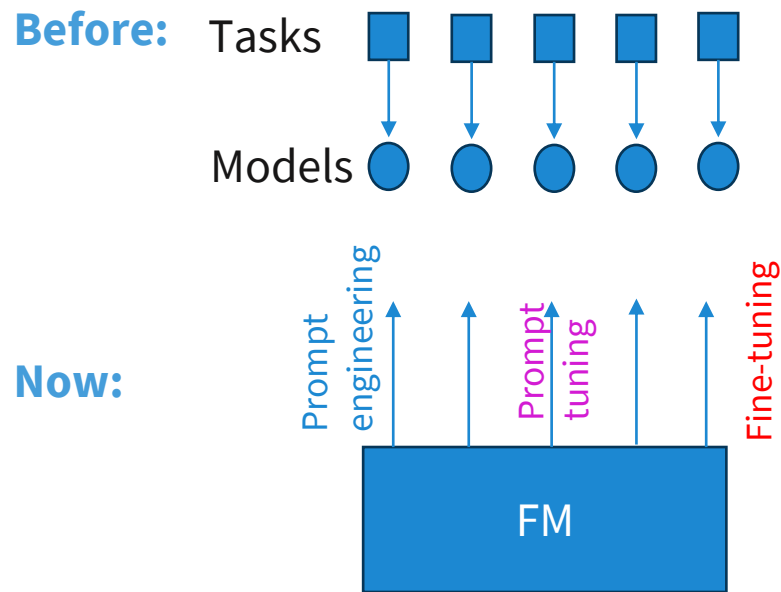 Before:
Tasks
Models
Now:
Prompt
engineering
Prompt
tuning
Fine-tuning
FM